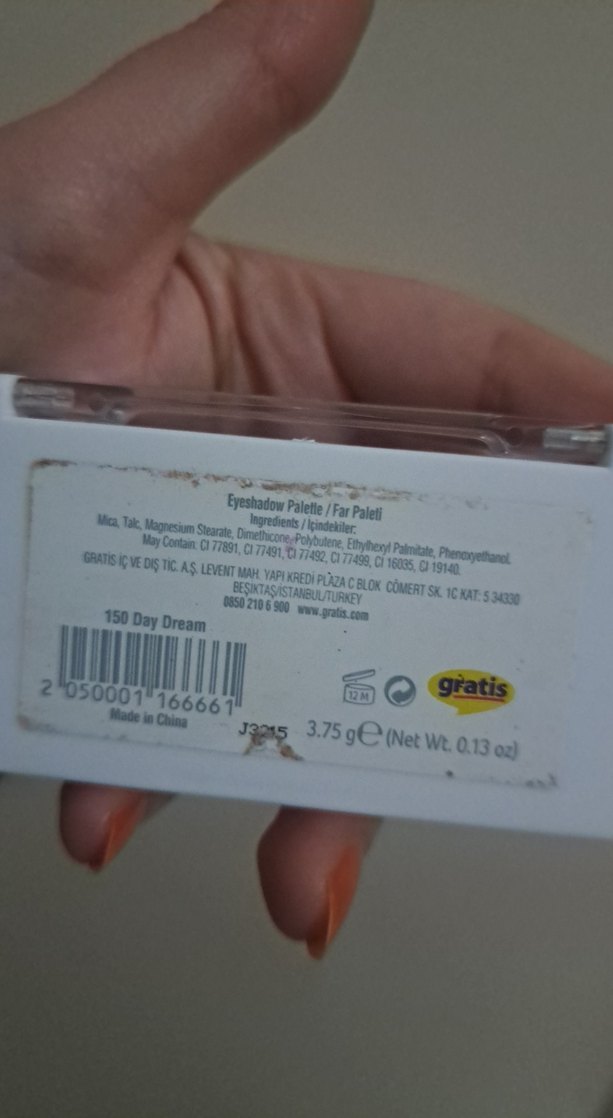 Eyeshadow Palette / Far Paleti
Ingredients / İçindekiler:
Mica, Talc, Magnesium Stearate, Dimethicone, Polybutene, Ethylhexyl Palmitate, Phenoxyethanol.
May Contain: CI 77891, CI 77491, CI 77492, CI 77499, CI 16035, CI 19140.
GRATİS İÇ VE DIŞ TİC. A.Ş. LEVENT MAH. YAPI KREDİ PLAZA C BLOK CÖMERT SK. 1C KAT: 5 34330
BEŞİKTAŞ/İSTANBUL/TURKEY
0850 210 6 900 www.gratis.com
150 Day Dream
2 050001 166661
Made in China
12 M
gratis
3.75 g e (Net Wt. 0.13 oz)